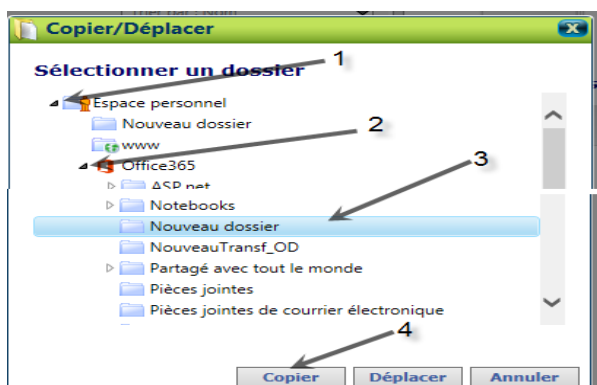 Copier/Déplacer
Sélectionner un dossier
1
Espace personnel
Nouveau dossier
2
www
Office365
3
ASP.net
Notebooks
Nouveau dossier
NouveauTransf_OD
Partagé avec tout le monde
Pièces jointes
Pièces jointes de courrier électronique
4
Copier Déplacer Annuler